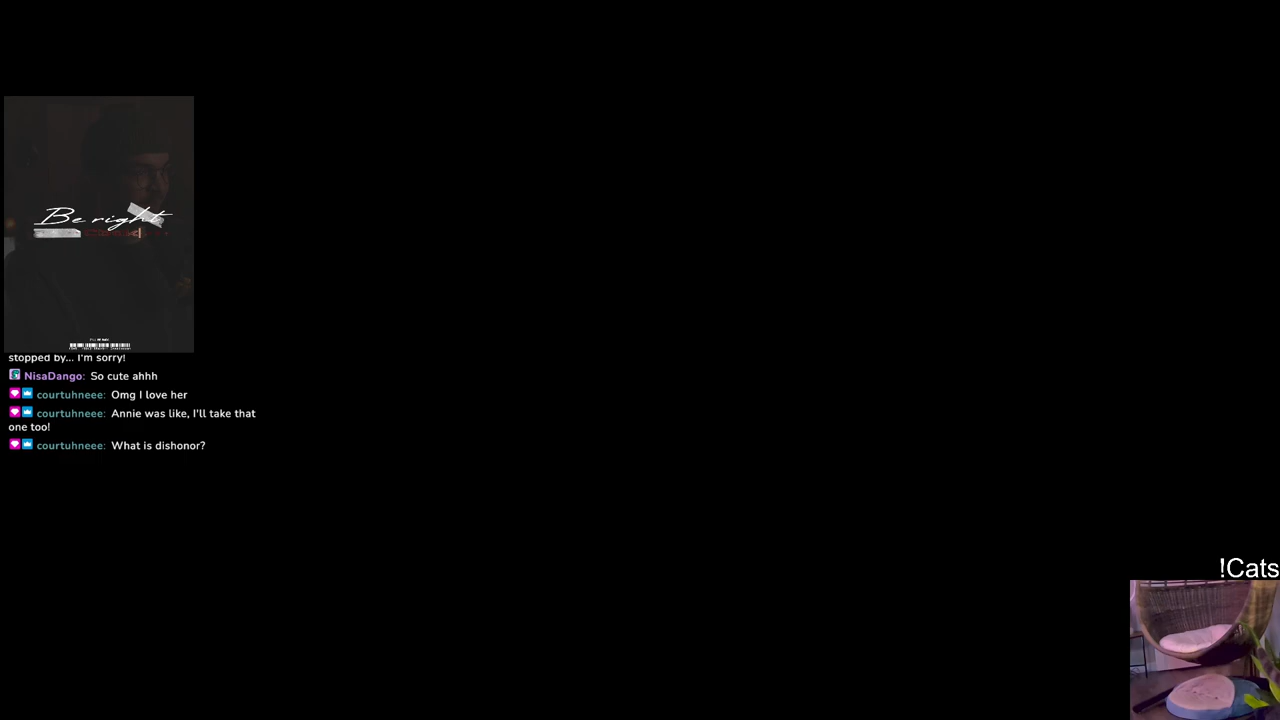 Be right
stopped by... I'm sorry!
NisaDango: So cute ahhh
courtuhneee: Omg I love her
courtuhneee: Annie was like, I'll take that
one too!
courtuhneee: What is dishonor?
!Cats